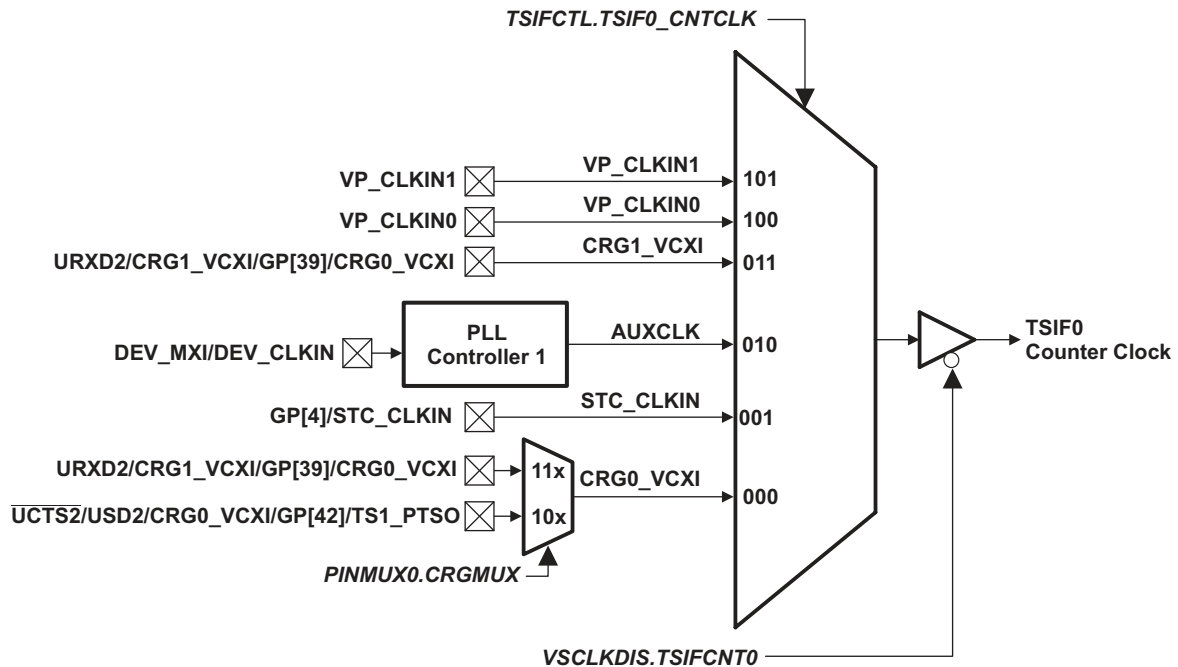 TSIFCTL.TSIF0_CNTCLK
VP_CLKIN1 VP_CLKIN1 101
VP_CLKIN0 VP_CLKIN0 100
URXD2/CRG1_VCXI/GP[39]/CRG0_VCXI CRG1_VCXI 011
DEV_MXI/DEV_CLKIN
PLL
Controller 1
AUXCLK 010
TSIF0
Counter Clock
GP[4]/STC_CLKIN STC_CLKIN 001
URXD2/CRG1_VCXI/GP[39]/CRG0_VCXI 11x
CRG0_VCXI 000
UCTS2/USD2/CRG0_VCXI/GP[42]/TS1_PTSO 10x
PINMUX0.CRGMUX
VSCLKDIS.TSIFCNT0